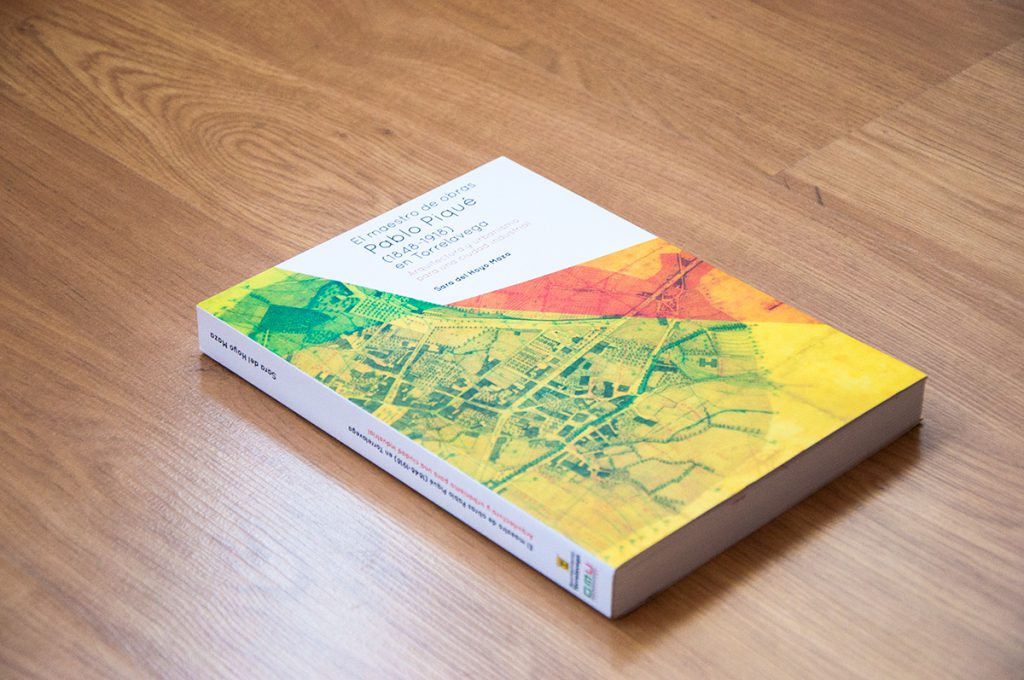 El maestro de obras
Pablo Piqué
(1848-1918)
en Torrelavega
Arquitectura y urbanismo
para una ciudad industrial
Sara del Hoyo Maza
Sara del Hoyo Maza
El maestro de obras Pablo Piqué (1848-1918) en Torrelavega
Arquitectura y urbanismo para una ciudad industrial